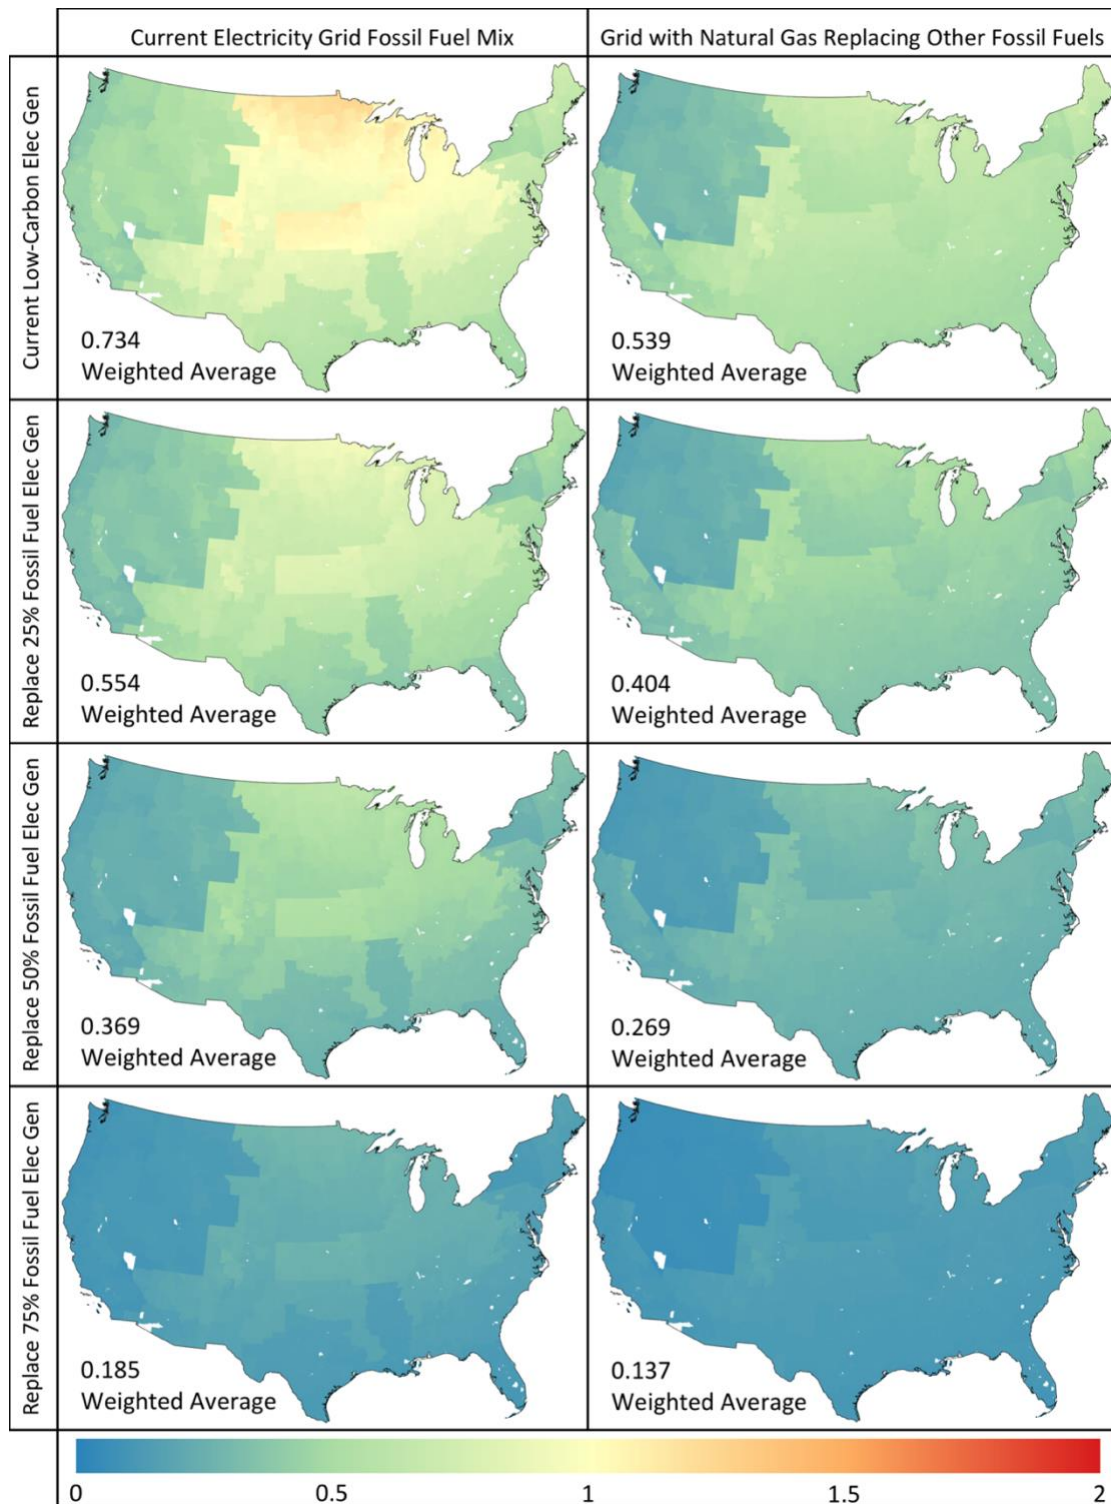 Current Electricity Grid Fossil Fuel Mix
Grid with Natural Gas Replacing Other Fossil Fuels
Current Low-Carbon Elec Gen
0.734
Weighted Average
0.539
Weighted Average
Replace 25% Fossil Fuel Elec Gen
0.554
Weighted Average
0.404
Weighted Average
Replace 50% Fossil Fuel Elec Gen
0.369
Weighted Average
0.269
Weighted Average
Replace 75% Fossil Fuel Elec Gen
0.185
Weighted Average
0.137
Weighted Average
0 0.5 1 1.5 2